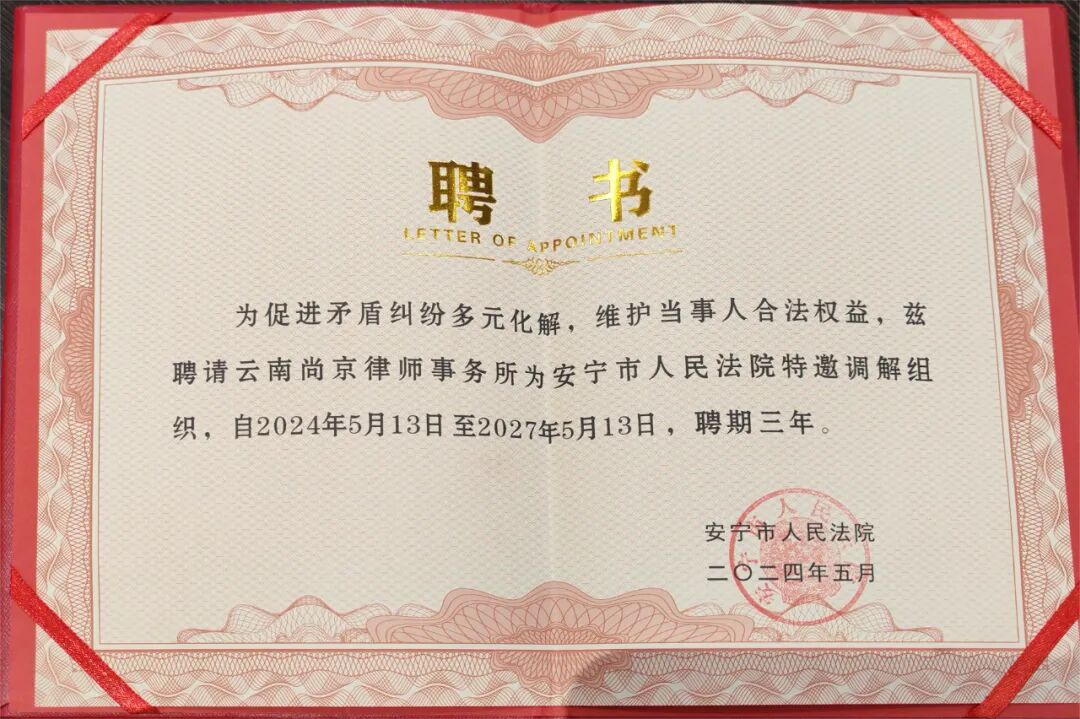 聘书
LETTER OF APPOINTMENT
为促进矛盾纠纷多元化解，维护当事人合法权益，兹
聘请云南尚京律师事务所为安宁市人民法院特邀调解组
织，自2024年5月13日至2027年5月13日，聘期三年。
安宁市人民法院
二〇二四年五月